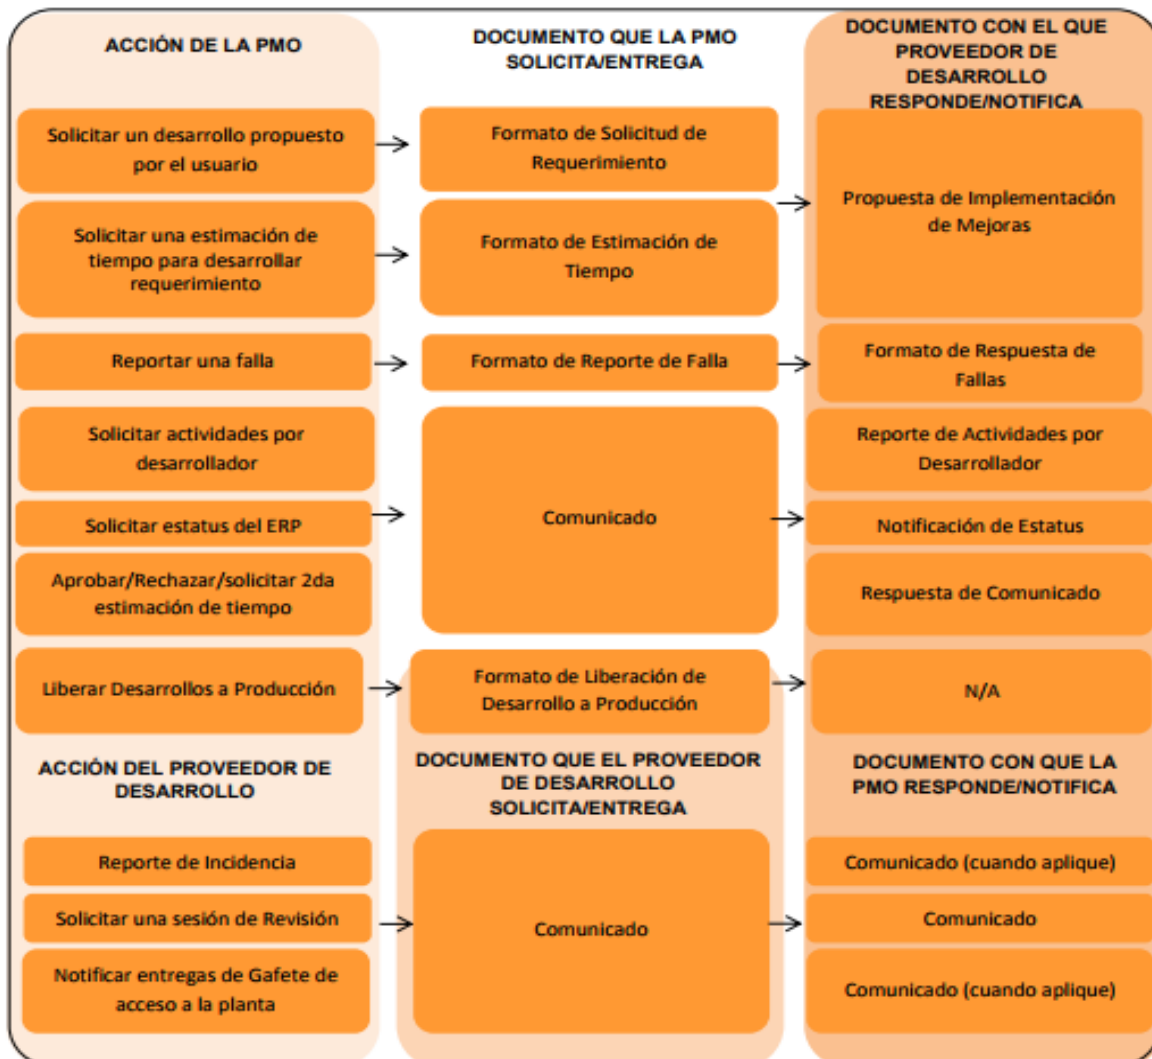 ACCIÓN DE LA PMO
DOCUMENTO QUE LA PMO
SOLICITA/ENTREGA
DOCUMENTO CON EL QUE
PROVEEDOR DE
DESARROLLO
RESPONDE/NOTIFICA
Solicitar un desarrollo propuesto
por el usuario
Formato de Solicitud de
Requerimiento
Propuesta de Implementación
de Mejoras
Solicitar una estimación de
tiempo para desarrollar
requerimiento
Formato de Estimación de
Tiempo
Reportar una falla
Formato de Reporte de Falla
Formato de Respuesta de
Fallas
Solicitar actividades por
desarrollador
Comunicado
Reporte de Actividades por
Desarrollador
Solicitar estatus del ERP
Notificación de Estatus
Aprobar/Rechazar/solicitar 2da
estimación de tiempo
Respuesta de Comunicado
Liberar Desarrollos a Producción
Formato de Liberación de
Desarrollo a Producción
N/A
ACCIÓN DEL PROVEEDOR DE
DESARROLLO
DOCUMENTO QUE EL PROVEEDOR
DE DESARROLLO
SOLICITA/ENTREGA
DOCUMENTO CON QUE LA
PMO RESPONDE/NOTIFICA
Reporte de Incidencia
Comunicado
Comunicado (cuando aplique)
Solicitar una sesión de Revisión
Comunicado
Notificar entregas de Gafete de
acceso a la planta
Comunicado (cuando aplique)